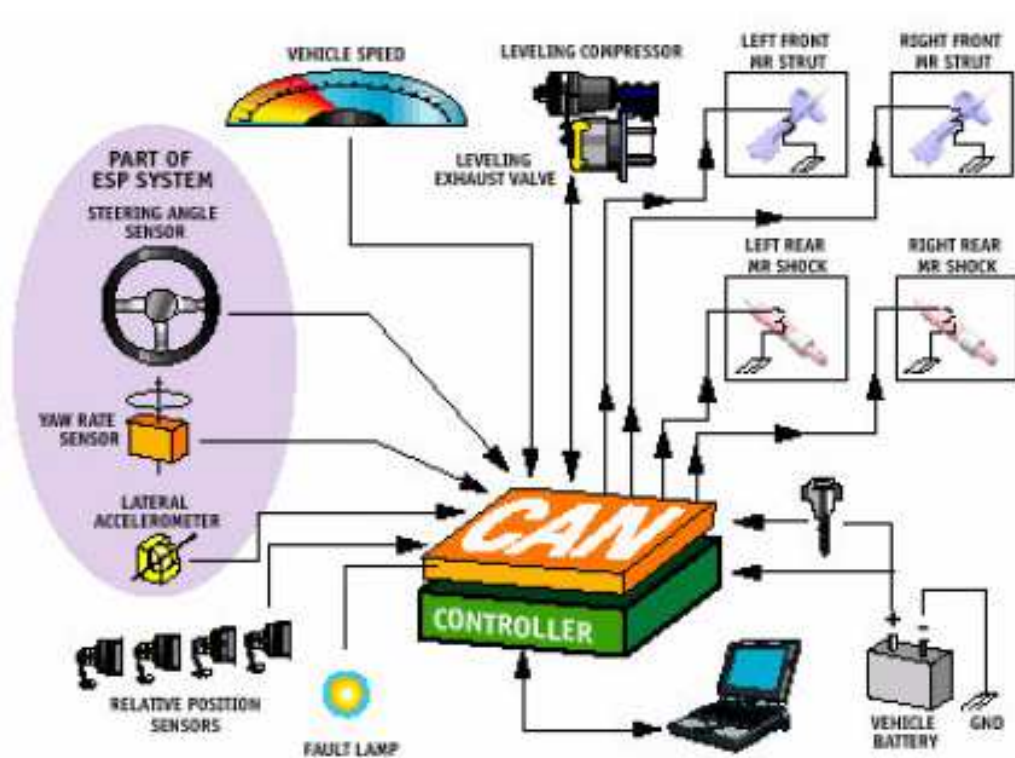 VEHICLE SPEED
LEVELING COMPRESSOR
LEFT FRONT
MR STRUT
RIGHT FRONT
MR STRUT
PART OF
ESP SYSTEM
LEVELING
EXHAUST VALVE
STEERING ANGLE
SENSOR
LEFT REAR
MR SHOCK
RIGHT REAR
MR SHOCK
YAW RATE
SENSOR
LATERAL
ACCELEROMETER
CAN
CONTROLLER
+ -
RELATIVE POSITION
SENSORS
FAULT LAMP
VEHICLE
BATTERY
GND